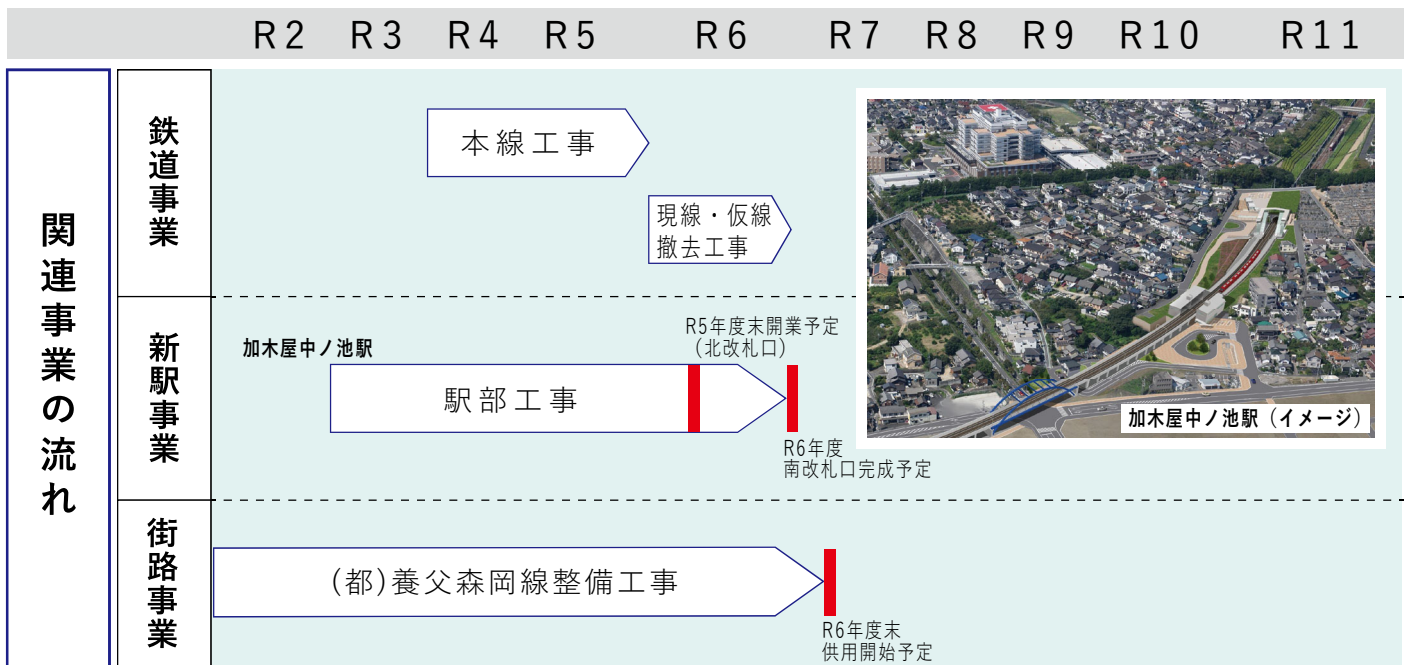 R2 R3 R4 R5 R6 R7 R8 R9 R10 R11
関連事業の流れ
鉄道事業
本線工事
現線・仮線
撤去工事
新駅事業
加木屋中ノ池駅
駅部工事
R5年度末開業予定
(北改札口)
R6年度
南改札口完成予定
加木屋中ノ池駅(イメージ)
街路事業
(都)養父森岡線整備工事
R6年度末
供用開始予定